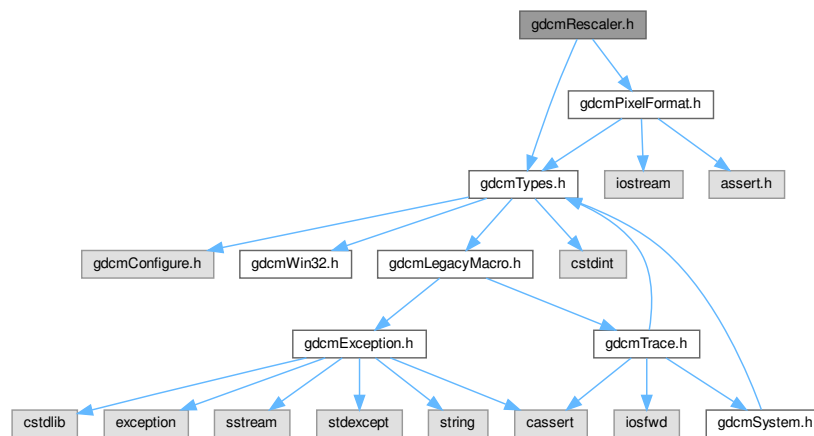 gdcmRescaler.h
gdcmPixelFormat.h
gdcmTypes.h
iostream
assert.h
gdcmConfigure.h
gdcmWin32.h
gdcmLegacyMacro.h
cstdint
gdcmException.h
gdcmTrace.h
cstdlib
exception
sstream
stdexcept
string
cassert
iosfwd
gdcmSystem.h